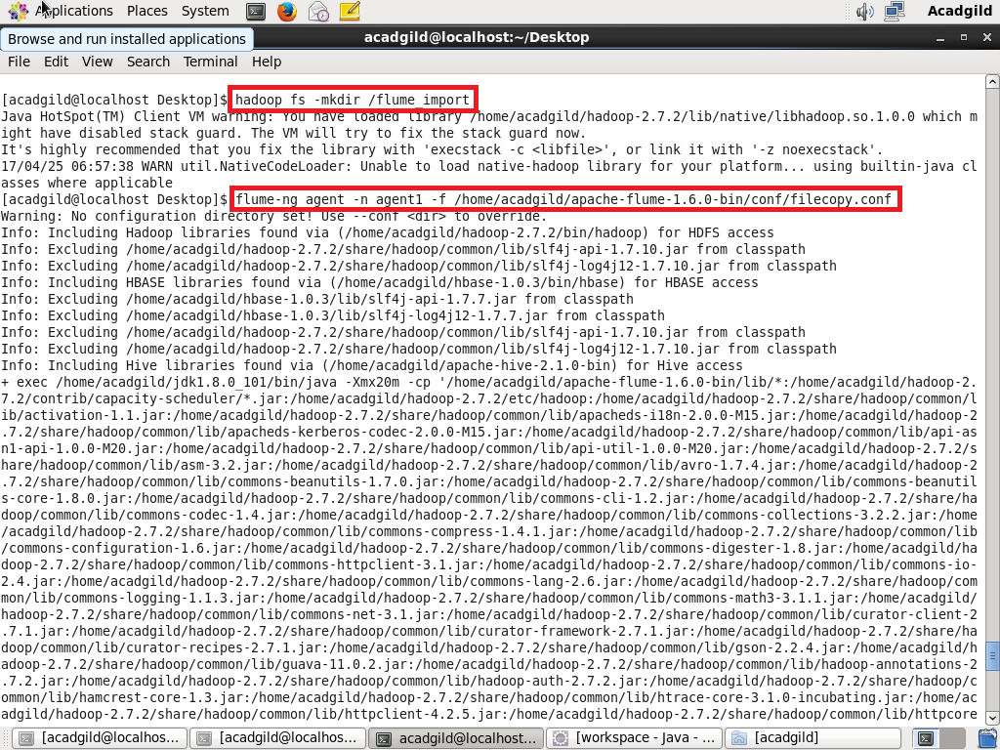 Applications Places System Acadgild
Browse and run installed applications
acadgild@localhost:~/Desktop
File Edit View Search Terminal Help
[acadgild@localhost Desktop]$ hadoop fs -mkdir /flume_import
Java HotSpot(TM) Client VM warning: You have loaded library /home/acadgild/hadoop-2.7.2/lib/native/libhadoop.so.1.0.0 which m
ight have disabled stack guard. The VM will try to fix the stack guard now.
It's highly recommended that you fix the library with 'execstack -c <libfile>', or link it with '-z noexecstack'.
17/04/25 06:57:38 WARN util.NativeCodeLoader: Unable to load native-hadoop library for your platform... using builtin-java cl
asses where applicable
[acadgild@localhost Desktop]$ flume-ng agent -n agent1 -f /home/acadgild/apache-flume-1.6.0-bin/conf/filecopy.conf
Warning: No configuration directory set! Use --conf <dir> to override.
Info: Including Hadoop libraries found via (/home/acadgild/hadoop-2.7.2/bin/hadoop) for HDFS access
Info: Excluding /home/acadgild/hadoop-2.7.2/share/hadoop/common/lib/slf4j-api-1.7.10.jar from classpath
Info: Excluding /home/acadgild/hadoop-2.7.2/share/hadoop/common/lib/slf4j-log4j12-1.7.10.jar from classpath
Info: Including HBASE libraries found via (/home/acadgild/hbase-1.0.3/bin/hbase) for HBASE access
Info: Excluding /home/acadgild/hbase-1.0.3/lib/slf4j-api-1.7.7.jar from classpath
Info: Excluding /home/acadgild/hbase-1.0.3/lib/slf4j-log4j12-1.7.7.jar from classpath
Info: Excluding /home/acadgild/hadoop-2.7.2/share/hadoop/common/lib/slf4j-api-1.7.10.jar from classpath
Info: Excluding /home/acadgild/hadoop-2.7.2/share/hadoop/common/lib/slf4j-log4j12-1.7.10.jar from classpath
Info: Including Hive libraries found via (/home/acadgild/apache-hive-2.1.0-bin) for Hive access
+ exec /home/acadgild/jdk1.8.0_101/bin/java -Xmx20m -cp '/home/acadgild/apache-flume-1.6.0-bin/lib/*:/home/acadgild/hadoop-2.
7.2/contrib/capacity-scheduler/*.jar:/home/acadgild/hadoop-2.7.2/etc/hadoop:/home/acadgild/hadoop-2.7.2/share/hadoop/common/l
ib/activation-1.1.jar:/home/acadgild/hadoop-2.7.2/share/hadoop/common/lib/apacheds-i18n-2.0.0-M15.jar:/home/acadgild/hadoop-2
.7.2/share/hadoop/common/lib/apacheds-kerberos-codec-2.0.0-M15.jar:/home/acadgild/hadoop-2.7.2/share/hadoop/common/lib/api-as
n1-api-1.0.0-M20.jar:/home/acadgild/hadoop-2.7.2/share/hadoop/common/lib/api-util-1.0.0-M20.jar:/home/acadgild/hadoop-2.7.2/s
hare/hadoop/common/lib/asm-3.2.jar:/home/acadgild/hadoop-2.7.2/share/hadoop/common/lib/avro-1.7.4.jar:/home/acadgild/hadoop-2
.7.2/share/hadoop/common/lib/commons-beanutils-1.7.0.jar:/home/acadgild/hadoop-2.7.2/share/hadoop/common/lib/commons-beanutil
s-core-1.8.0.jar:/home/acadgild/hadoop-2.7.2/share/hadoop/common/lib/commons-cli-1.2.jar:/home/acadgild/hadoop-2.7.2/share/ha
doop/common/lib/commons-codec-1.4.jar:/home/acadgild/hadoop-2.7.2/share/hadoop/common/lib/commons-collections-3.2.2.jar:/home
/acadgild/hadoop-2.7.2/share/hadoop/common/lib/commons-compress-1.4.1.jar:/home/acadgild/hadoop-2.7.2/share/hadoop/common/lib
/commons-configuration-1.6.jar:/home/acadgild/hadoop-2.7.2/share/hadoop/common/lib/commons-digester-1.8.jar:/home/acadgild/ha
doop-2.7.2/share/hadoop/common/lib/commons-httpclient-3.1.jar:/home/acadgild/hadoop-2.7.2/share/hadoop/common/lib/commons-io-
2.4.jar:/home/acadgild/hadoop-2.7.2/share/hadoop/common/lib/commons-lang-2.6.jar:/home/acadgild/hadoop-2.7.2/share/hadoop/com
mon/lib/commons-logging-1.1.3.jar:/home/acadgild/hadoop-2.7.2/share/hadoop/common/lib/commons-math3-3.1.1.jar:/home/acadgild/
hadoop-2.7.2/share/hadoop/common/lib/commons-net-3.1.jar:/home/acadgild/hadoop-2.7.2/share/hadoop/common/lib/curator-client-2
.7.1.jar:/home/acadgild/hadoop-2.7.2/share/hadoop/common/lib/curator-framework-2.7.1.jar:/home/acadgild/hadoop-2.7.2/share/ha
doop/common/lib/curator-recipes-2.7.1.jar:/home/acadgild/hadoop-2.7.2/share/hadoop/common/lib/gson-2.2.4.jar:/home/acadgild/h
adoop-2.7.2/share/hadoop/common/lib/guava-11.0.2.jar:/home/acadgild/hadoop-2.7.2/share/hadoop/common/lib/hadoop-annotations-2
.7.2.jar:/home/acadgild/hadoop-2.7.2/share/hadoop/common/lib/hadoop-auth-2.7.2.jar:/home/acadgild/hadoop-2.7.2/share/hadoop/c
ommon/lib/hamcrest-core-1.3.jar:/home/acadgild/hadoop-2.7.2/share/hadoop/common/lib/htrace-core-3.1.0-incubating.jar:/home/ac
adgild/hadoop-2.7.2/share/hadoop/common/lib/httpclient-4.2.5.jar:/home/acadgild/hadoop-2.7.2/share/hadoop/common/lib/httpcore
[acadgild@localhos... [acadgild@localhos... acadgild@localhost:... [workspace - Java - ... [acadgild]